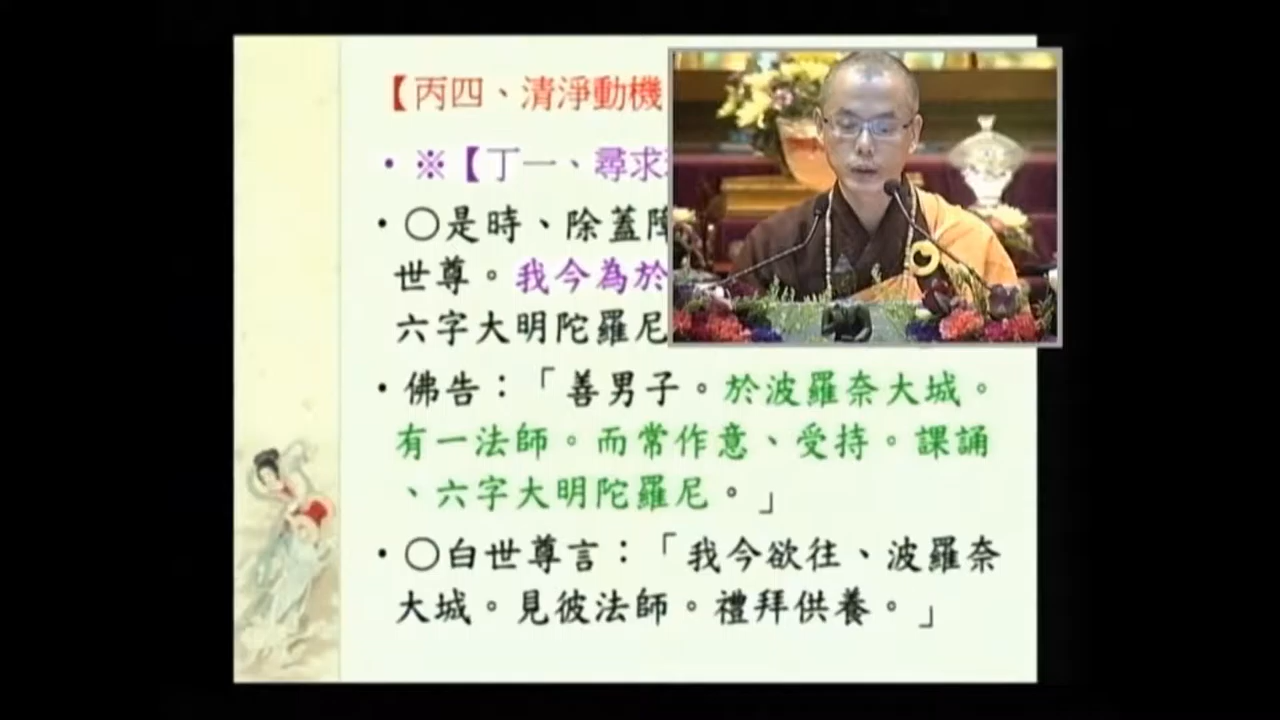 【丙四、清淨動機
• ※【丁一、尋求
• ○是時、除蓋障
世尊。我今為於
六字大明陀羅尼
• 佛告：「善男子。於波羅奈大城。
有一法師。而常作意、受持。課誦
、六字大明陀羅尼。」
• ○白世尊言：「我今欲往、波羅奈
大城。見彼法師。禮拜供養。」